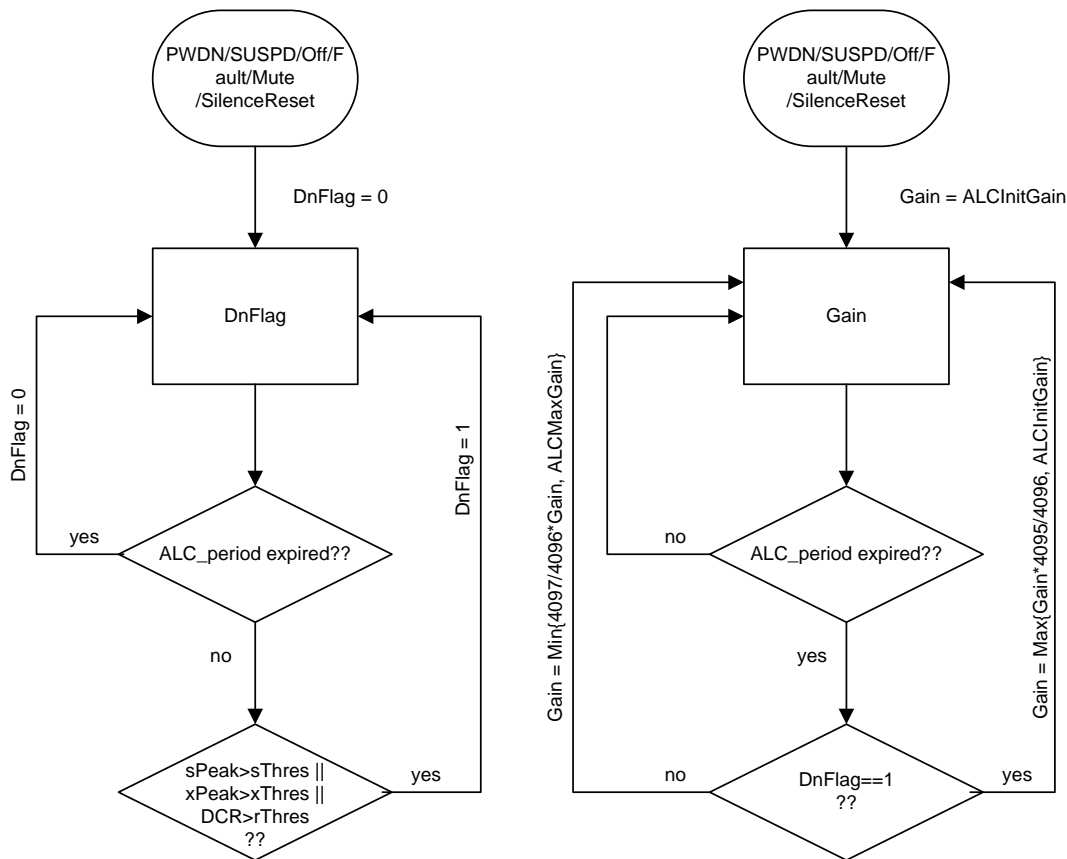 PWDN/SUSPD/Off/F
ault/Mute
/SilenceReset
DnFlag = 0
DnFlag
DnFlag = 0
DnFlag = 1
yes
ALC_period expired??
no
sPeak>sThres ||
xPeak>xThres ||
DCR>rThres
??
yes
PWDN/SUSPD/Off/F
ault/Mute
/SilenceReset
Gain = ALCInitGain
Gain
Gain = Min{4097/4096*Gain, ALCMaxGain}
Gain = Max{Gain*4095/4096, ALCInitGain}
no
ALC_period expired??
yes
no
DnFlag==1
??
yes